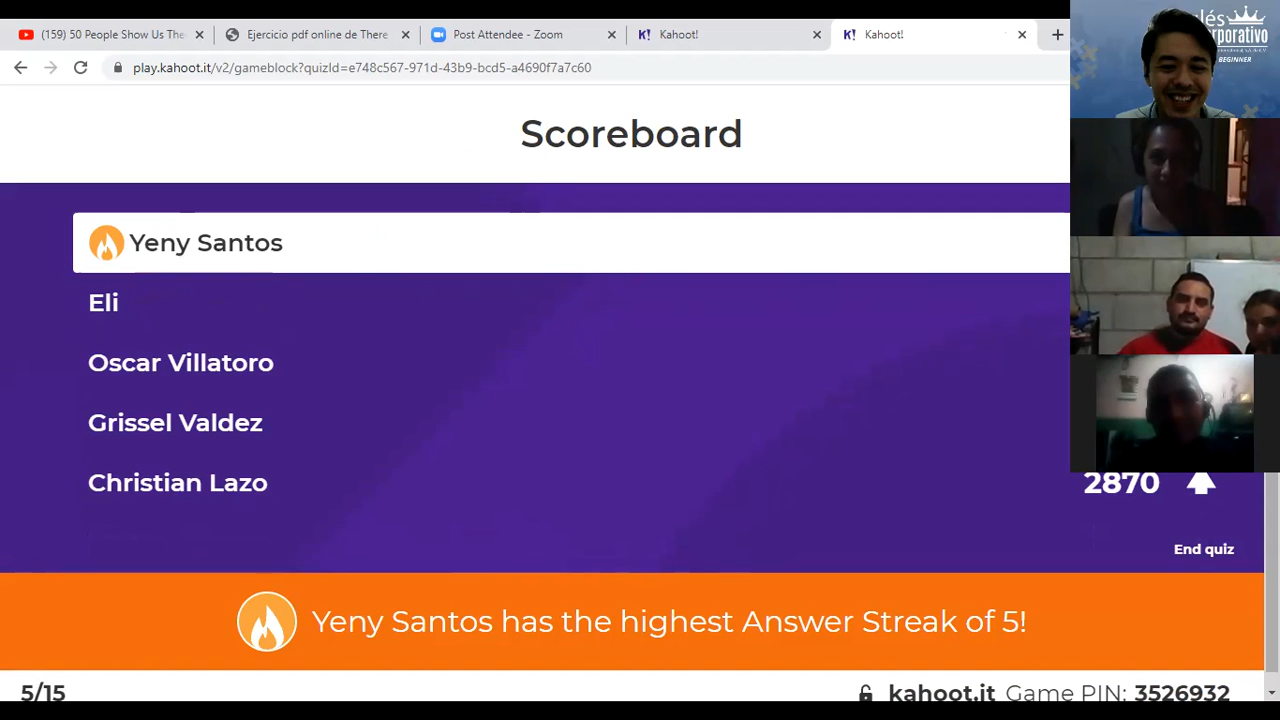 (159) 50 People Show Us The
Ejercicio pdf online de There
Post Attendee - Zoom
Kahoot!
Kahoot!
play.kahoot.it/v2/gameblock?quizId=e748c567-971d-43b9-bcd5-ad690f7a7c60
BEGINNER
Scoreboard
Yeny Santos
Eli
Oscar Villatoro
Grissel Valdez
Christian Lazo 2870
End quiz
Yeny Santos has the highest Answer Streak of 5!
5/15
kahoot.it Game PIN: 3526932